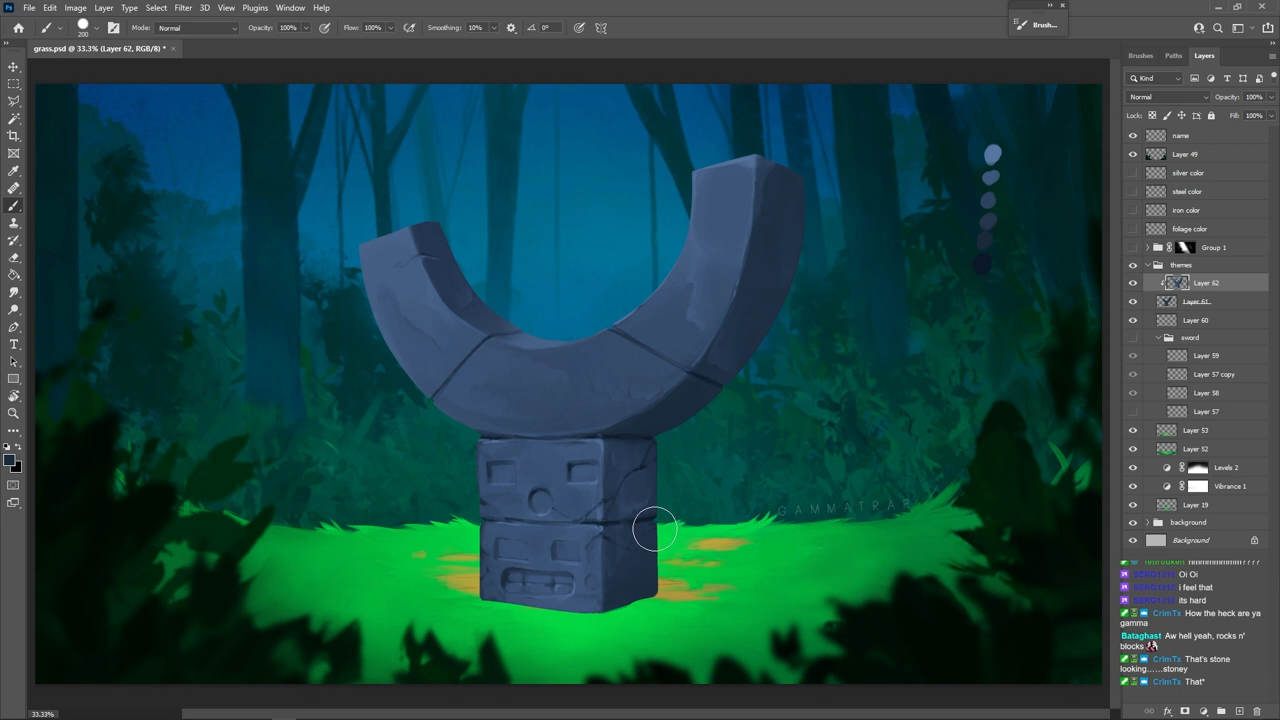 File Edit Image Layer Type Select Filter 3D View Plugins Window Help
Brush...
200 Mode: Normal Opacity: 100% Flow: 100% Smoothing: 10% 0°
grass.psd @ 33.3% (Layer 62, RGB/8) *
Brushes Paths Layers
Kind
Normal Opacity: 100%
Lock: Fill: 100%
name
Layer 49
silver color
steel color
iron color
foliage color
Group 1
themes
Layer 62
Layer 61
Layer 60
sword
Layer 59
Layer 57 copy
Layer 58
Layer 57
Layer 53
Layer 52
Levels 2
Vibrance 1
Layer 19
background
Background
GAMMATRAP
SERG1218 Oi Oi
SERG1218 i feel that
SERG1218 its hard
CrimTx How the heck are ya
gamma
Bataghast Aw hell yeah, rocks n'
blocks
CrimTx That's stone
looking......stoney
CrimTx That*
33.33%